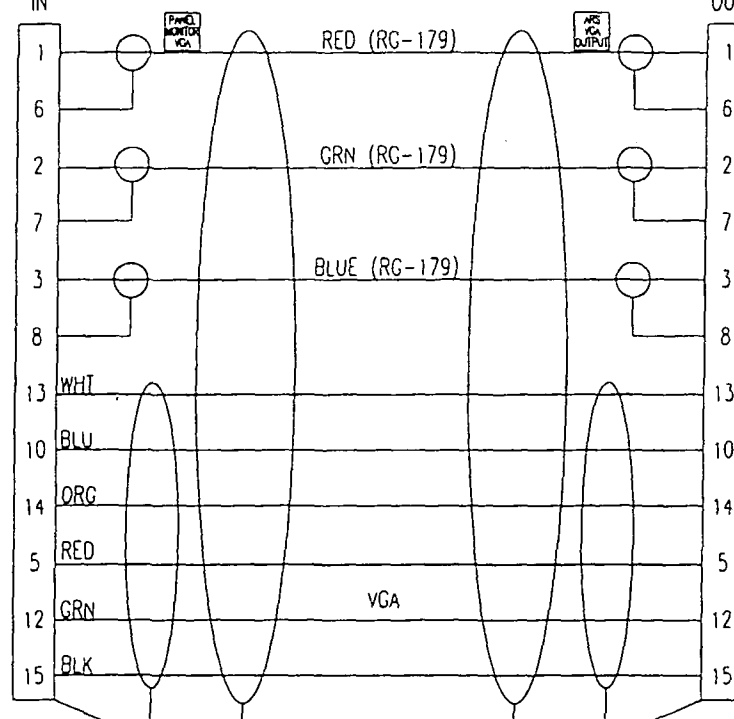 IN
OU
PANEL
MONITOR
VGA
ARS
VGA
OUTPUT
1 RED (RG-179) 1
6 6
2 GRN (RG-179) 2
7 7
3 BLUE (RG-179) 3
8 8
13 WHT 13
10 BLU 10
14 ORG 14
5 RED 5
12 GRN VGA 12
15 BLK 15